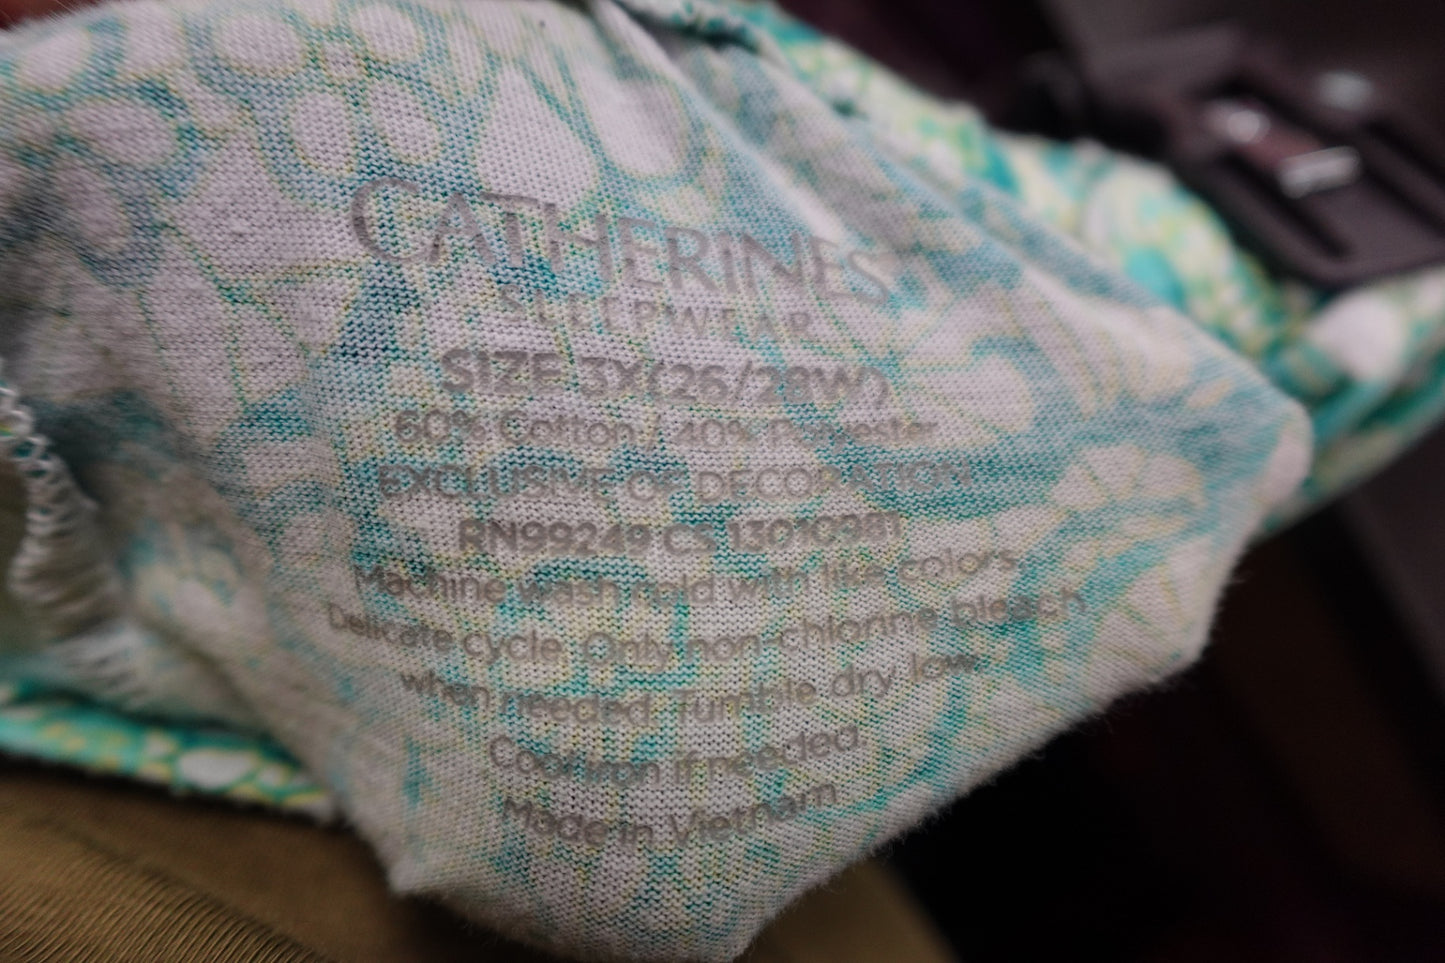 CATHERINES
SLEEPWEAR
SIZE 3X(26/28W)
60% Cotton / 40% Polyester
EXCLUSIVE OF DECORATION
RN99249 CS 13010981
Machine wash cold with like colors.
Delicate cycle. Only non-chlorine bleach
when needed. Tumble dry low.
Cool iron if needed.
Made in Vietnam